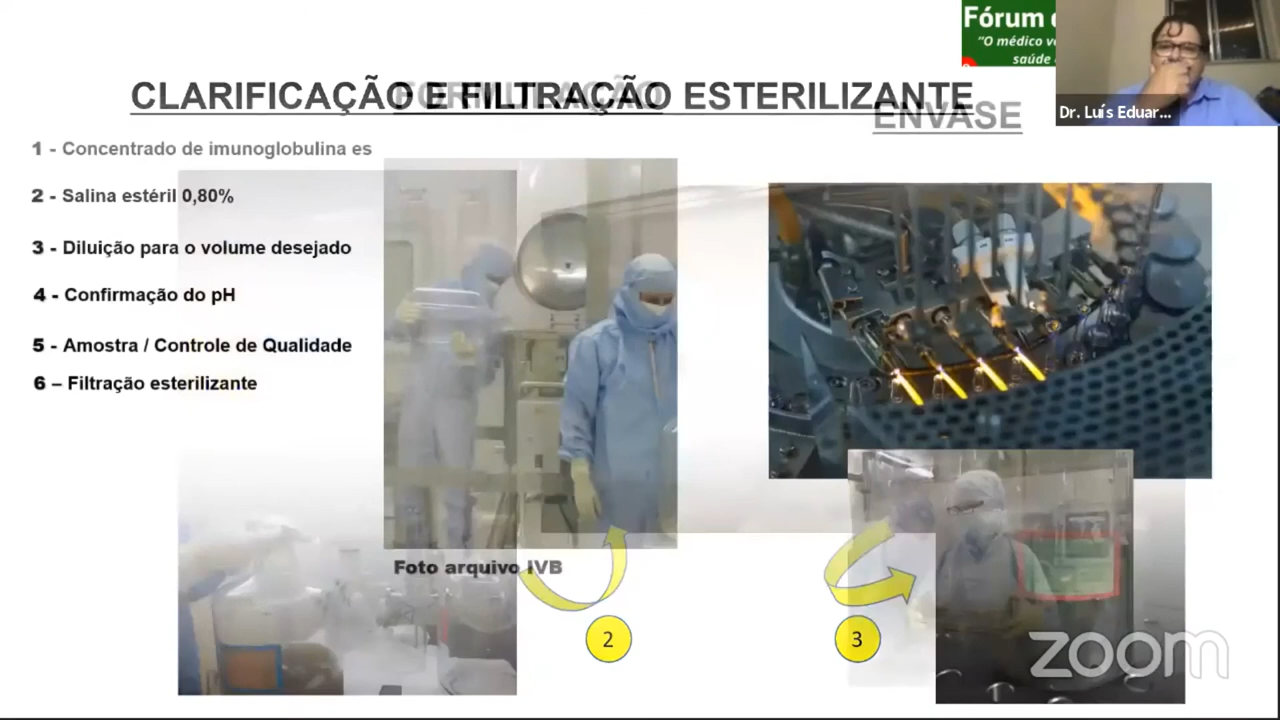 Fórum
"O médico
saúde
Dr. Luís Eduar...
CLARIFICAÇÃO E FILTRAÇÃO ESTERILIZANTE
ENVASE
1 - Concentrado de imunoglobulina es
2 - Salina estéril 0,80%
3 - Diluição para o volume desejado
4 - Confirmação do pH
5 - Amostra / Controle de Qualidade
6 – Filtração esterilizante
Foto arquivo IVB
2
3
zoom